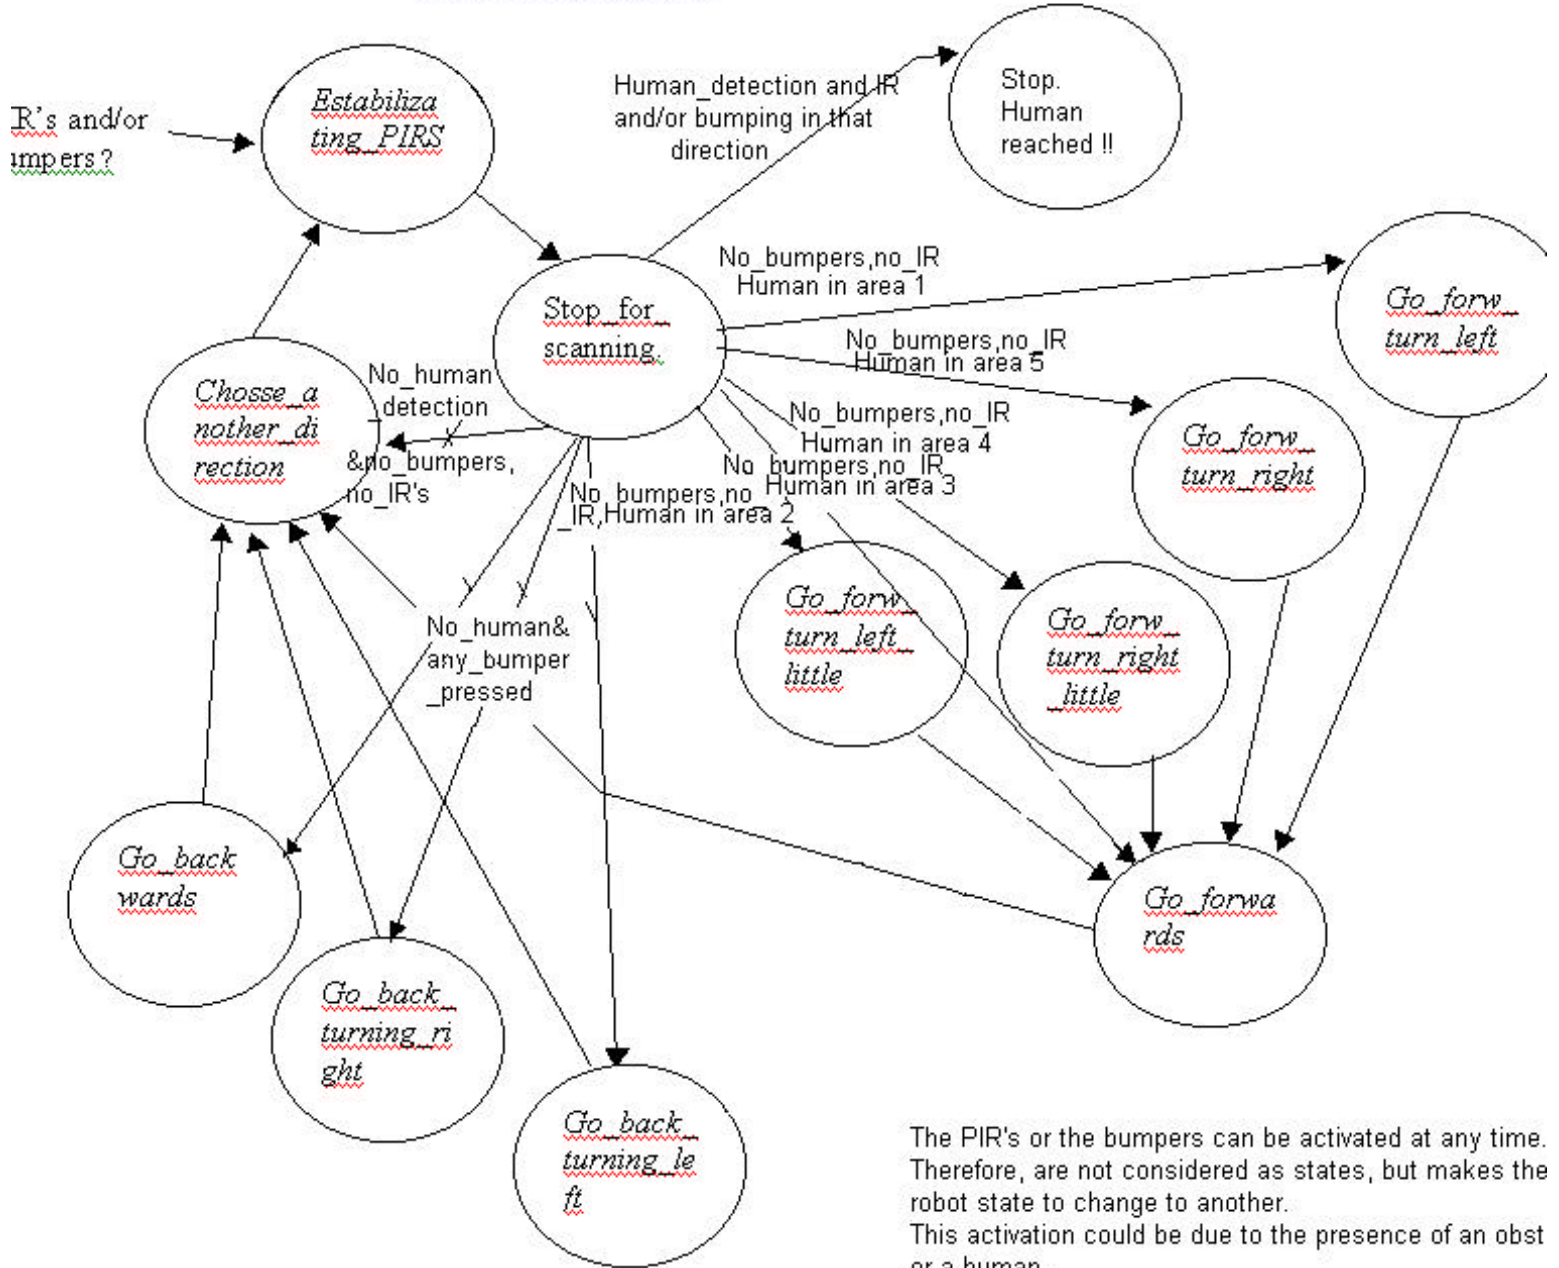 Estabiliza
ting_PIRS
R's and/or
umpers?
Human_detection and IR
and/or bumping in that
direction
Stop.
Human
reached !!
No_bumpers,no_IR
Human in area 1
Go_forw_
turn_left
Stop_for_
scanning.
No_bumpers,no_IR
Human in area 5
Chosse_a
nother_di
rection
No_human
_detection
&no_bumpers,
no_IR's
No_bumpers,no_IR
Human in area 4
Go_forw_
turn_right
No_bumpers,no_IR
Human in area 3
No_bumpers,no_
_IR,Human in area 2
Go_forw_
turn_left_
little
Go_forw_
turn_right
_little
No_human&
any_bumper
_pressed
Go_back
wards
Go_forwa
rds
Go_back_
turning_ri
ght
Go_back_
turning_le
ft
The PIR's or the bumpers can be activated at any time.
Therefore, are not considered as states, but makes the
robot state to change to another.
This activation could be due to the presence of an obst
or a human